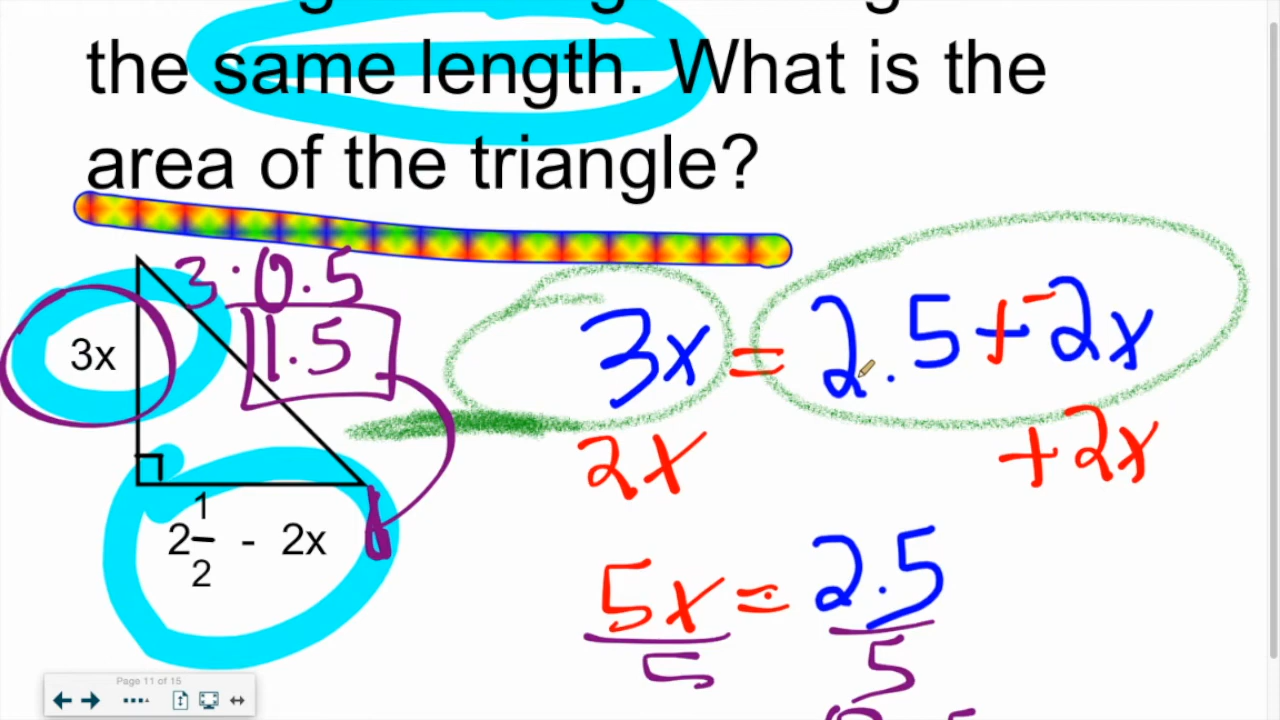 the same length. What is the
area of the triangle?
3·0.5
1.5
3x
2 1/2 - 2x
3x = 2.5 + -2x
2x +2x
5x = 2.5
5 5
Page 11 of 15